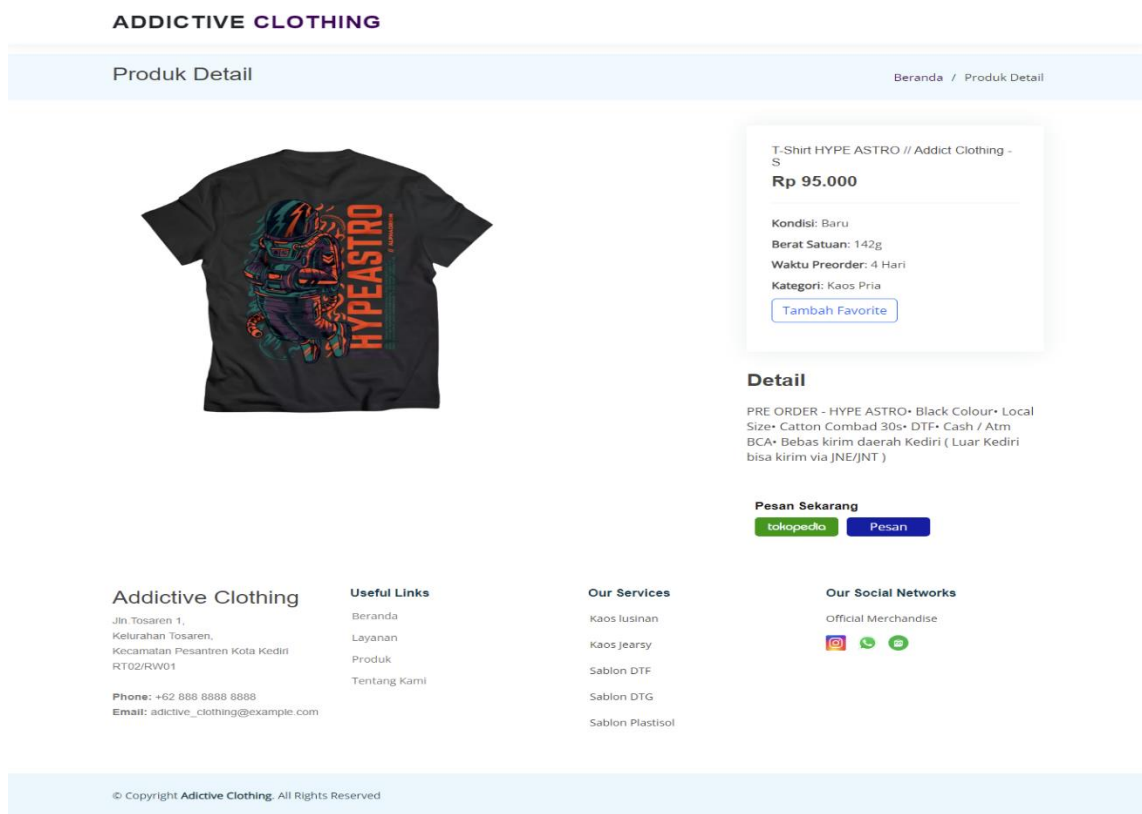 ADDICTIVE CLOTHING
Produk Detail
Beranda / Produk Detail
HYPEASTRO
T-Shirt HYPE ASTRO // Addict Clothing -
S
Rp 95.000
Kondisi: Baru
Berat Satuan: 142g
Waktu Preorder: 4 Hari
Kategori: Kaos Pria
Tambah Favorite
Detail
PRE ORDER - HYPE ASTRO• Black Colour• Local
Size• Catton Combad 30s• DTF• Cash / Atm
BCA• Bebas kirim daerah Kediri ( Luar Kediri
bisa kirim via JNE/JNT )
Pesan Sekarang
tokopedia
Pesan
Addictive Clothing
Jln.Tosaren 1,
Kelurahan Tosaren,
Kecamatan Pesantren Kota Kediri
RT02/RW01
Phone: +62 888 8888 8888
Email: adictive_clothing@example.com
Useful Links
Beranda
Layanan
Produk
Tentang Kami
Our Services
Kaos lusinan
Kaos Jearsy
Sablon DTF
Sablon DTG
Sablon Plastisol
Our Social Networks
Official Merchandise
© Copyright Adictive Clothing. All Rights Reserved